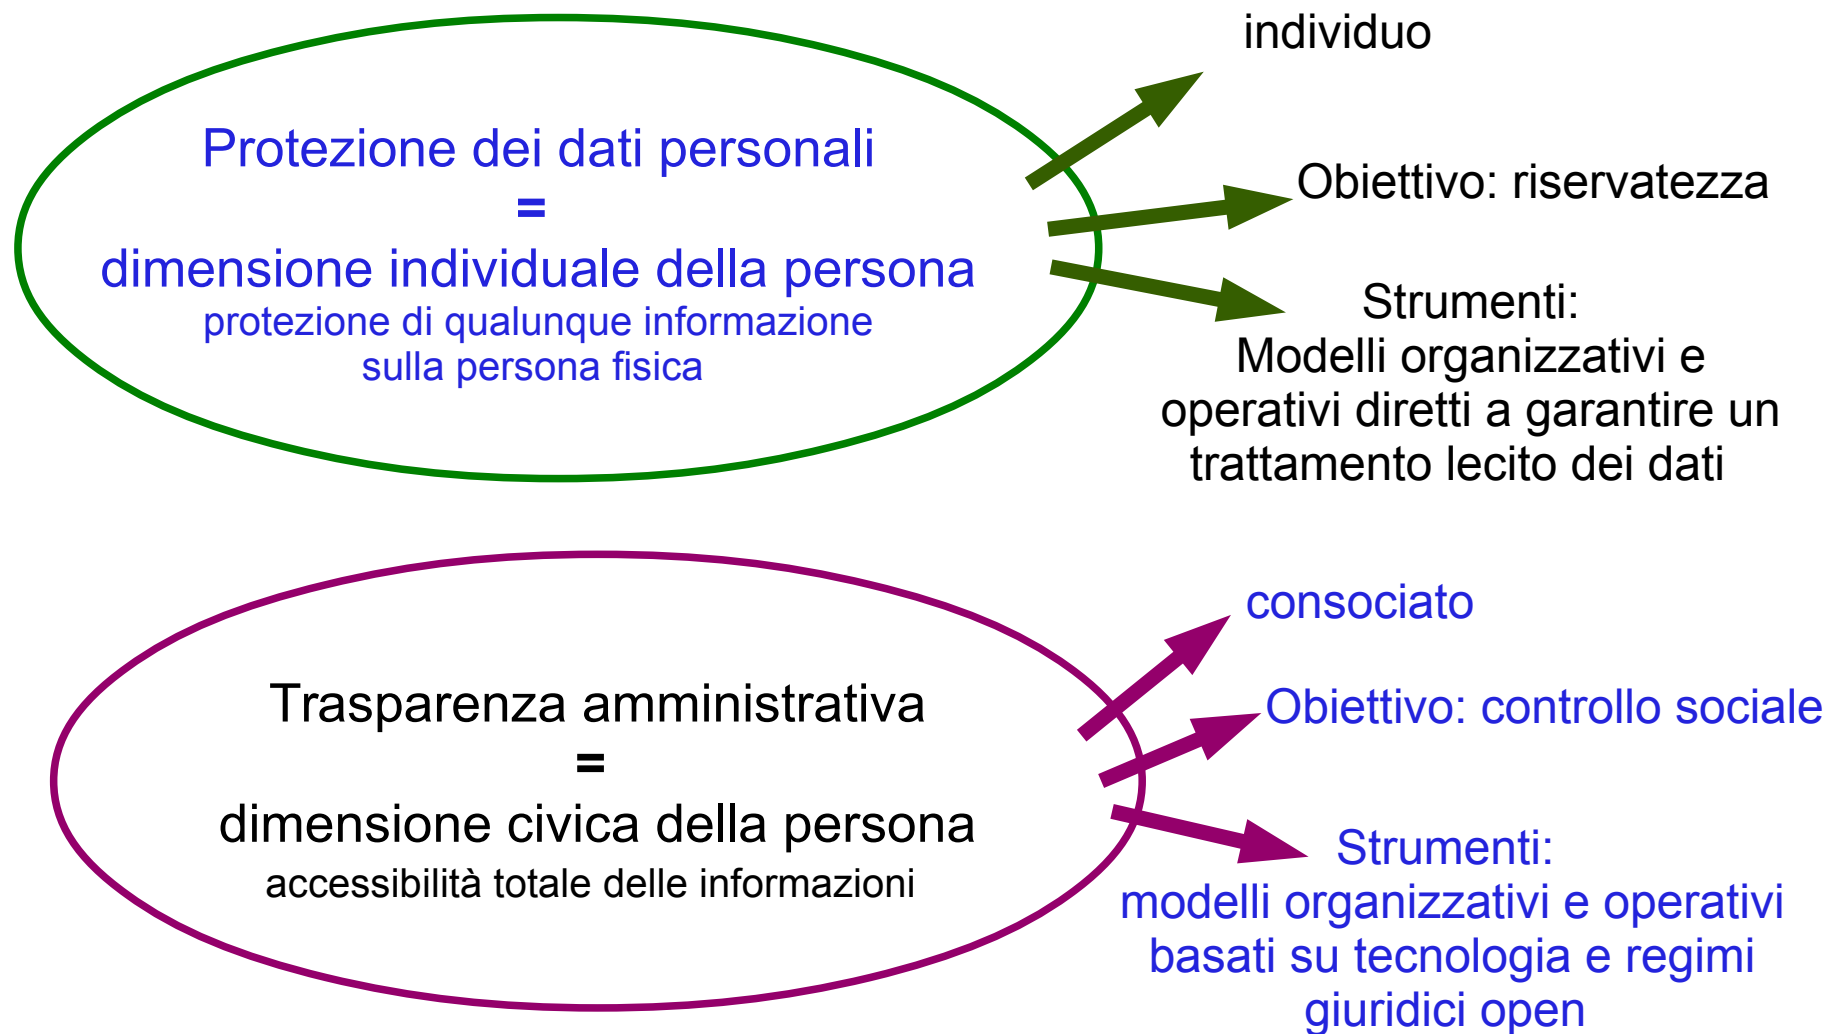 Protezione dei dati personali
=
dimensione individuale della persona
protezione di qualunque informazione
sulla persona fisica
individuo
Obiettivo: riservatezza
Strumenti:
Modelli organizzativi e
operativi diretti a garantire un
trattamento lecito dei dati
Trasparenza amministrativa
=
dimensione civica della persona
accessibilità totale delle informazioni
consociato
Obiettivo: controllo sociale
Strumenti:
modelli organizzativi e operativi
basati su tecnologia e regimi
giuridici open